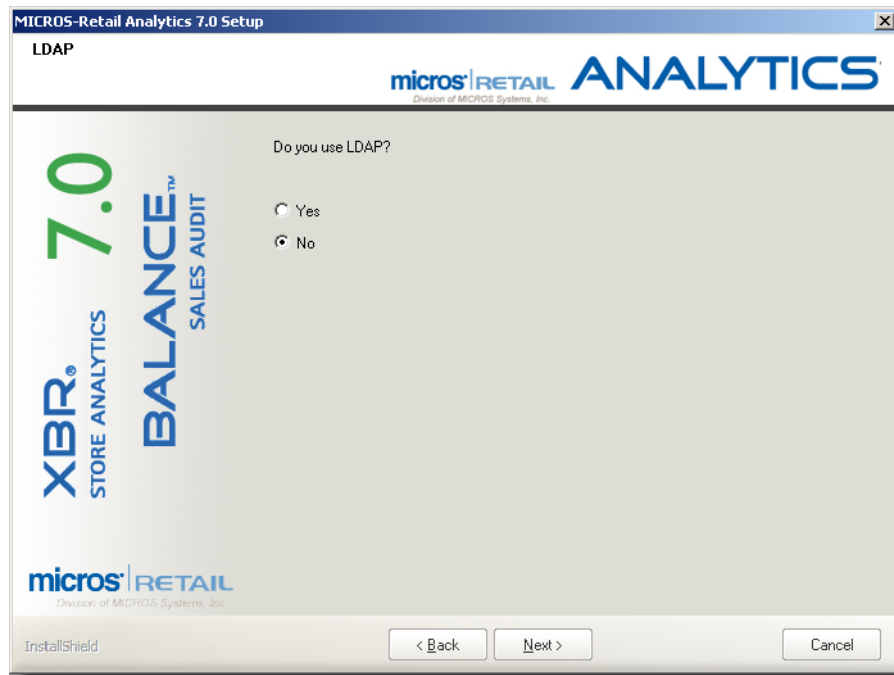 MICROS-Retail Analytics 7.0 Setup
LDAP
micros RETAIL ANALYTICS
Division of MICROS Systems, Inc.
Do you use LDAP?
Yes
No
XBR® 7.0
STORE ANALYTICS
BALANCE™
SALES AUDIT
micros RETAIL
Division of MICROS Systems, Inc.
InstallShield
< Back
Next >
Cancel